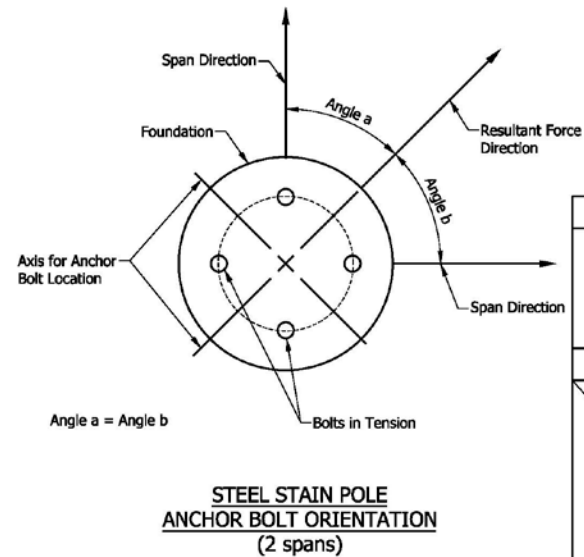 Span Direction
Angle a
Foundation
Resultant Force
Direction
Angle b
Axis for Anchor
Bolt Location
Span Direction
Angle a = Angle b
Bolts in Tension
STEEL STAIN POLE
ANCHOR BOLT ORIENTATION
(2 spans)